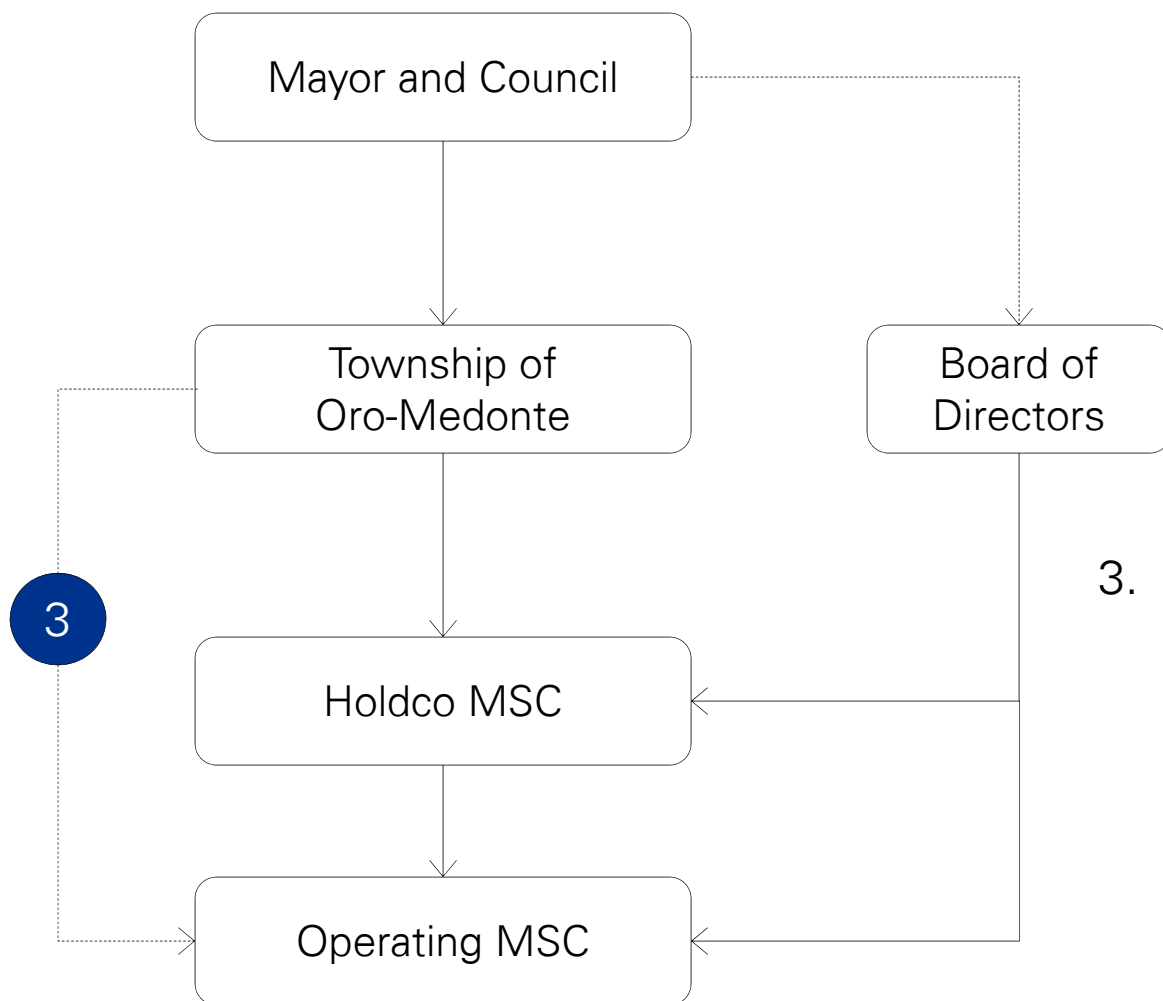 Mayor and Council
Township of
Oro-Medonte
Board of
Directors
3
3.
Holdco MSC
Operating MSC